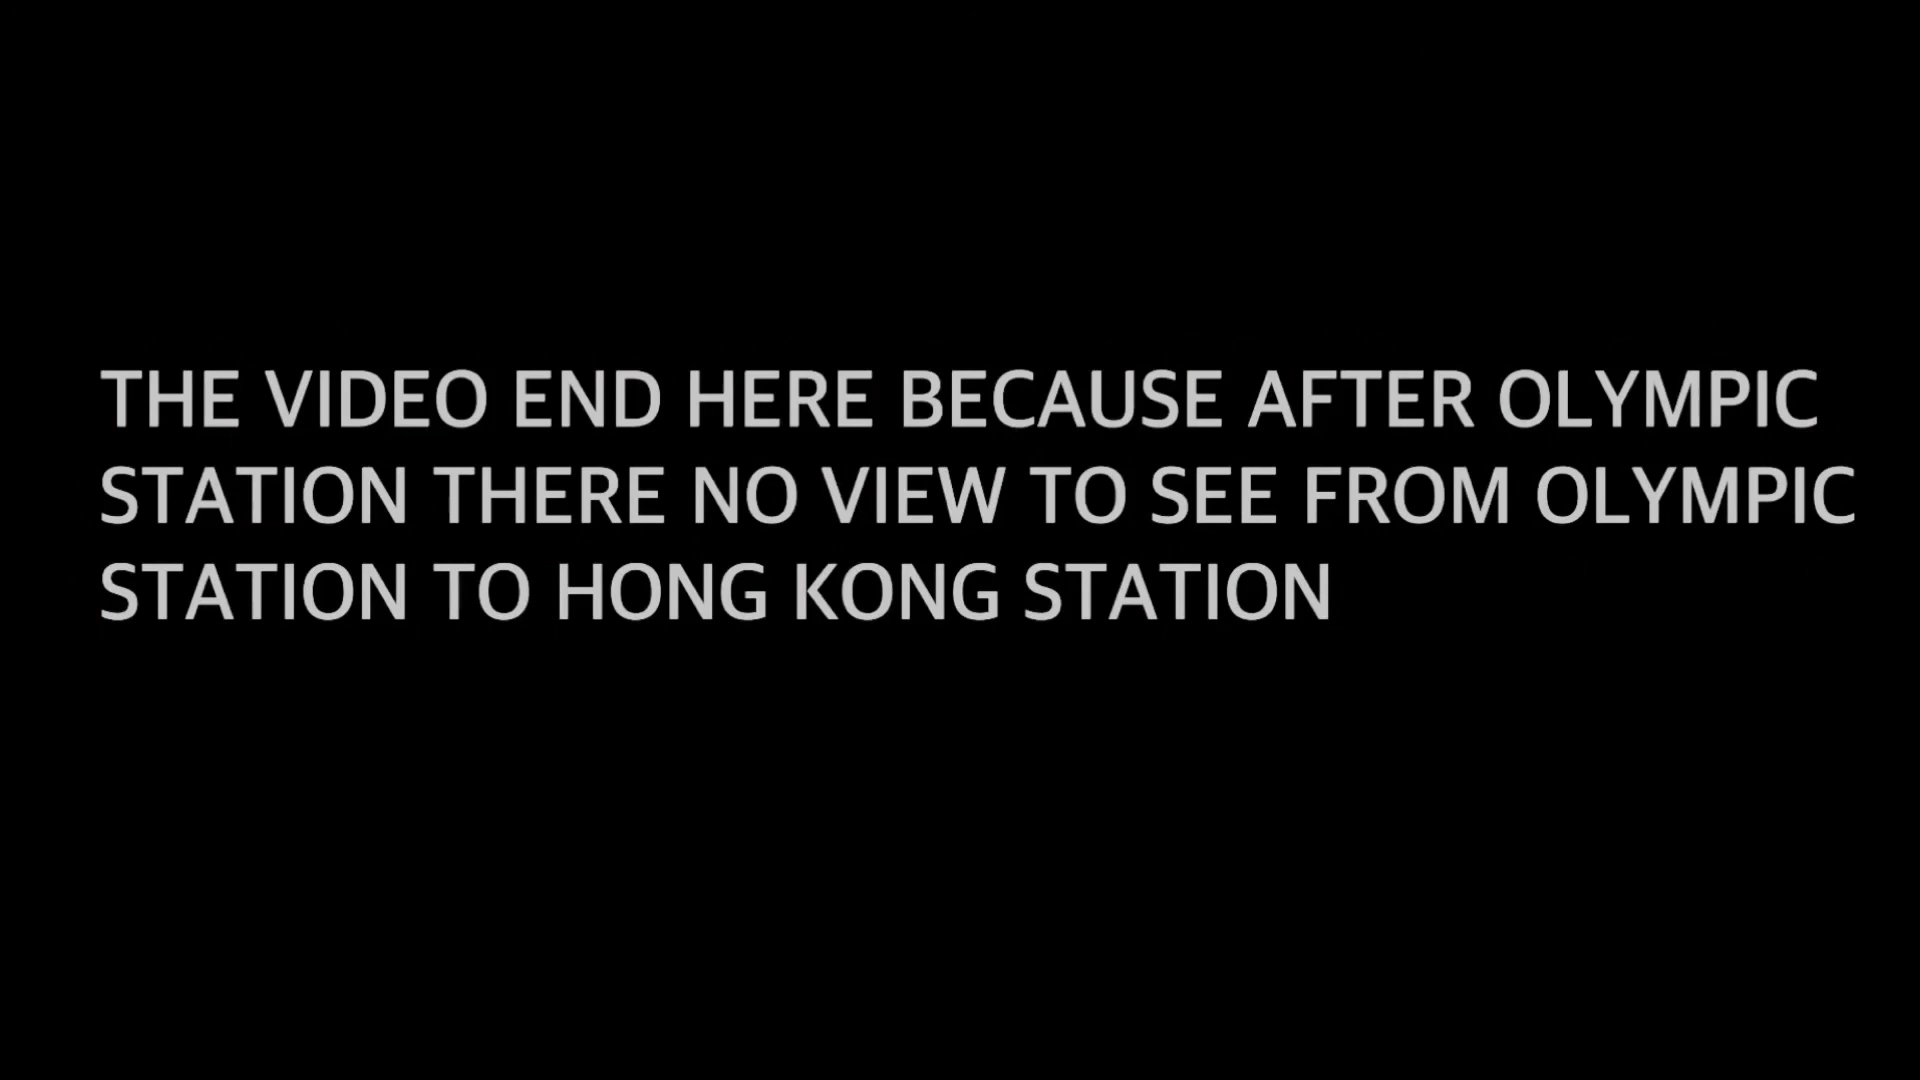 THE VIDEO END HERE BECAUSE AFTER OLYMPIC
STATION THERE NO VIEW TO SEE FROM OLYMPIC
STATION TO HONG KONG STATION